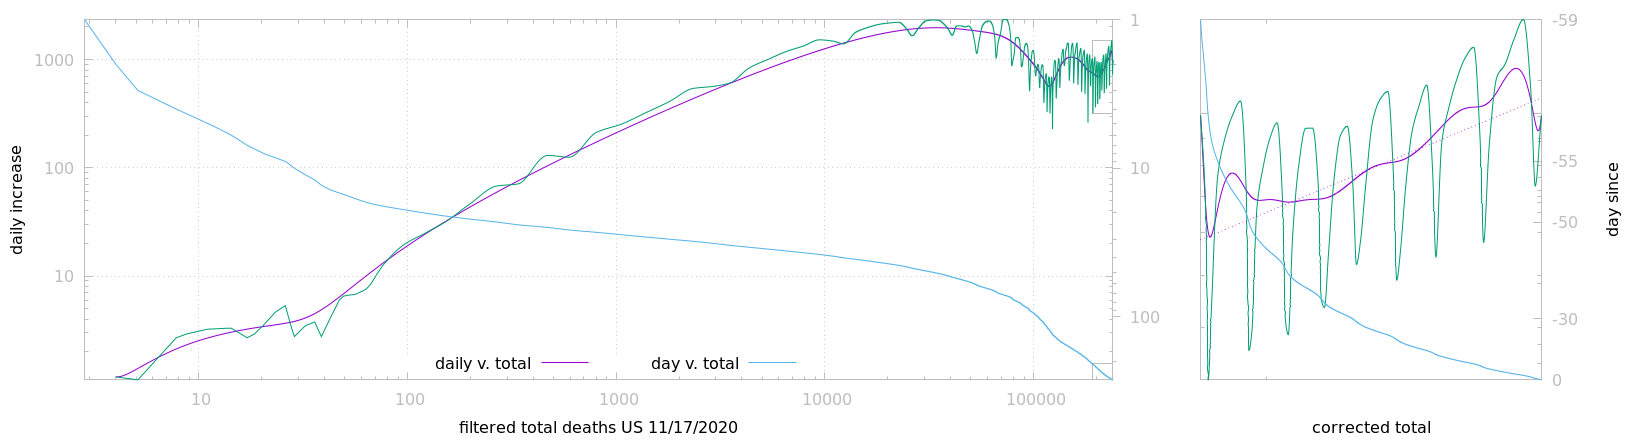 1
-59
1000
daily increase
100
10
-55
day since
-50
10
100
-30
daily v. total
day v. total
0
10
100
1000
10000
100000
filtered total deaths US 11/17/2020
corrected total